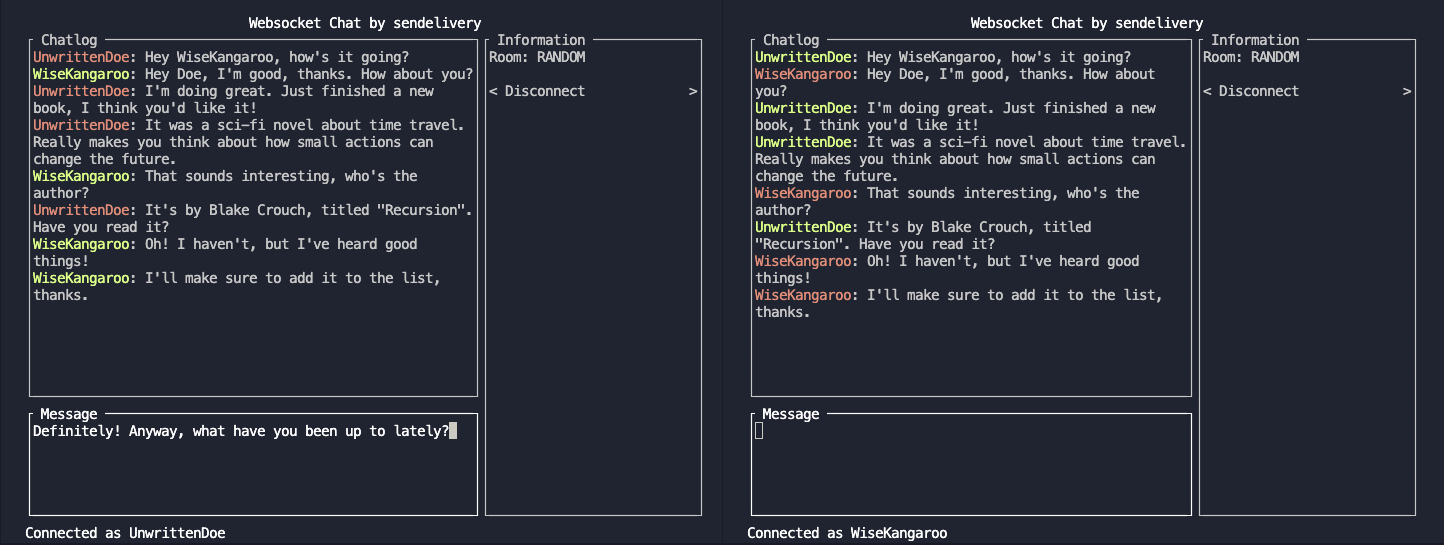 Websocket Chat by sendelivery
Chatlog
UnwrittenDoe: Hey WiseKangaroo, how's it going?
WiseKangaroo: Hey Doe, I'm good, thanks. How about you?
UnwrittenDoe: I'm doing great. Just finished a new
book, I think you'd like it!
UnwrittenDoe: It was a sci-fi novel about time travel.
Really makes you think about how small actions can
change the future.
WiseKangaroo: That sounds interesting, who's the
author?
UnwrittenDoe: It's by Blake Crouch, titled "Recursion".
Have you read it?
WiseKangaroo: Oh! I haven't, but I've heard good
things!
WiseKangaroo: I'll make sure to add it to the list,
thanks.
Information
Room: RANDOM
< Disconnect >
Message
Definitely! Anyway, what have you been up to lately?
Connected as UnwrittenDoe
Websocket Chat by sendelivery
Chatlog
UnwrittenDoe: Hey WiseKangaroo, how's it going?
WiseKangaroo: Hey Doe, I'm good, thanks. How about
you?
UnwrittenDoe: I'm doing great. Just finished a new
book, I think you'd like it!
UnwrittenDoe: It was a sci-fi novel about time travel.
Really makes you think about how small actions can
change the future.
WiseKangaroo: That sounds interesting, who's the
author?
UnwrittenDoe: It's by Blake Crouch, titled
"Recursion". Have you read it?
WiseKangaroo: Oh! I haven't, but I've heard good
things!
WiseKangaroo: I'll make sure to add it to the list,
thanks.
Information
Room: RANDOM
< Disconnect >
Message
Connected as WiseKangaroo